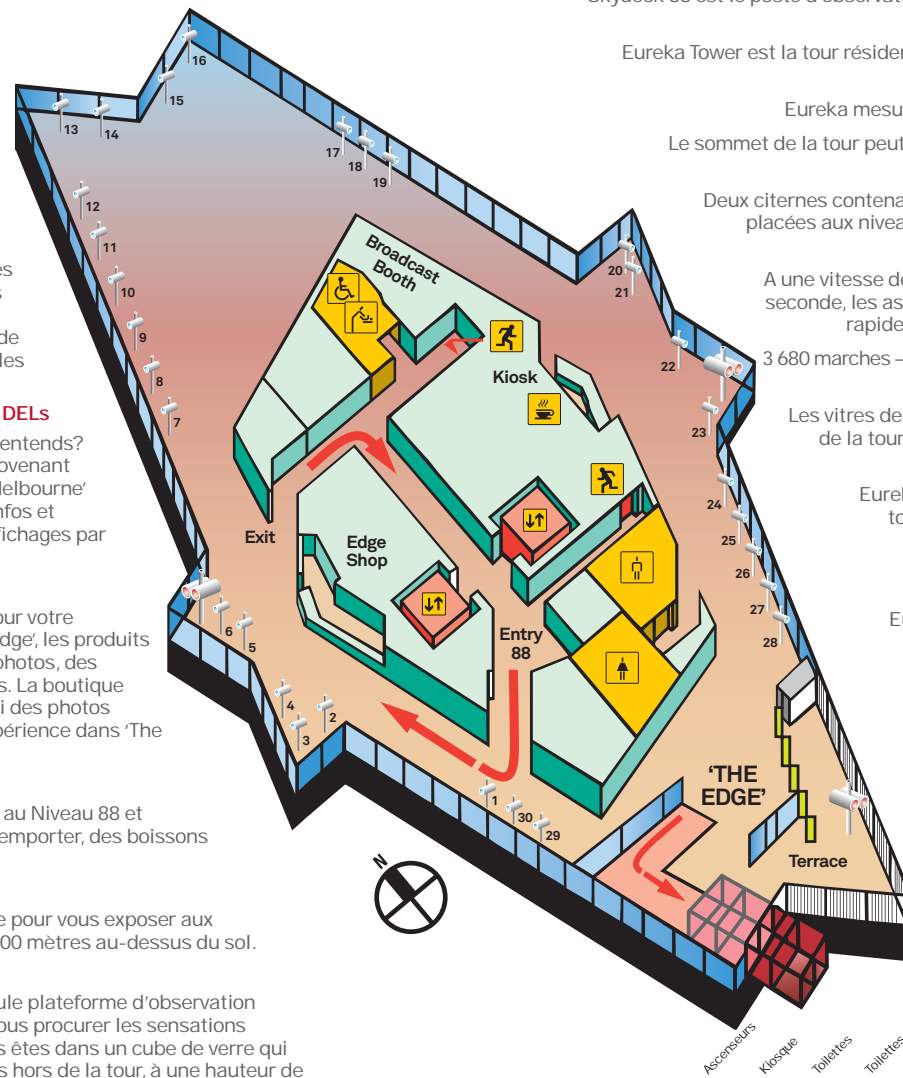 Skydeck 88 est le poste d'observati
Eureka Tower est la tour résider
Eureka mesu
Le sommet de la tour peut
Deux citernes contena
placées aux niveau
A une vitesse de
seconde, les as
rapide
3 680 marches –
Les vitres de
de la tour
Eurek
to
Eu
es
s
de
les
DELs
entends?
ovenant
elbourne'
nfos et
fichages par
our votre
dge', les produits
photos, des
s. La boutique
i des photos
périence dans 'The
au Niveau 88 et
emporter, des boissons
e pour vous exposer aux
00 mètres au-dessus du sol.
ule plateforme d'observation
ous procurer les sensations
s êtes dans un cube de verre qui
s hors de la tour, à une hauteur de
16
15
13
14
17
18
19
12
11
10
9
8
7
20
21
22
23
24
25
26
27
28
6
5
4
3
2
1
30
29
Broadcast
Booth
Kiosk
Exit
Edge
Shop
Entry
88
'THE
EDGE'
Terrace
N
Ascenseurs
Kiosque
Toilettes
Toilettes